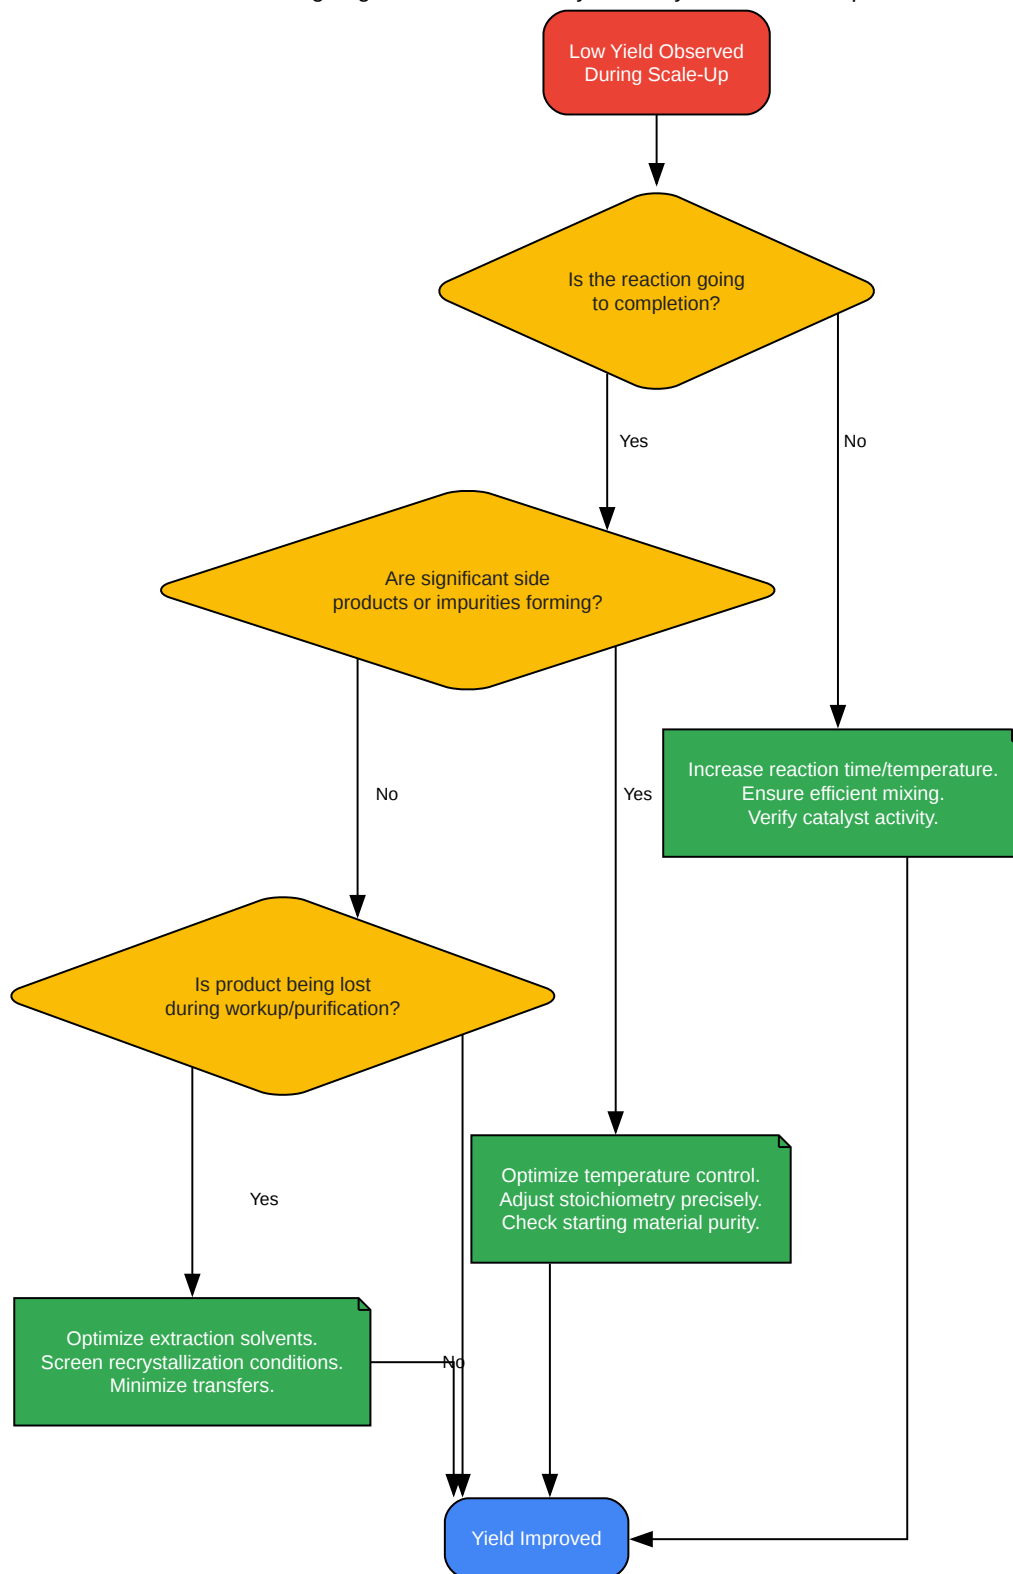 Low Yield Observed
During Scale-Up
Is the reaction going
to completion?
Yes
No
Are significant side
products or impurities forming?
Increase reaction time/temperature.
Ensure efficient mixing.
Verify catalyst activity.
No
Yes
Is product being lost
during workup/purification?
Optimize temperature control.
Adjust stoichiometry precisely.
Check starting material purity.
Yes
Optimize extraction solvents.
Screen recrystallization conditions.
Minimize transfers.
No
Yield Improved